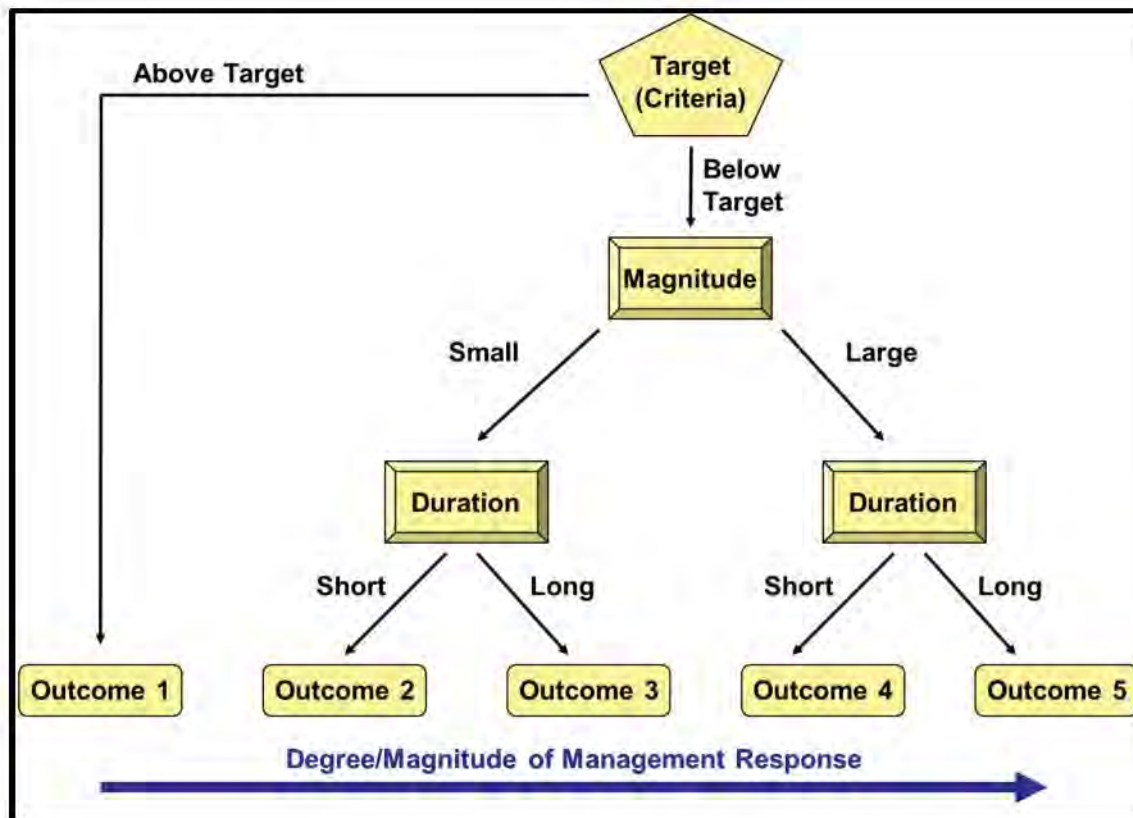 Target
(Criteria)
Above Target
Below
Target
Magnitude
Small
Large
Duration
Duration
Short
Long
Short
Long
Outcome 1
Outcome 2
Outcome 3
Outcome 4
Outcome 5
Degree/Magnitude of Management Response